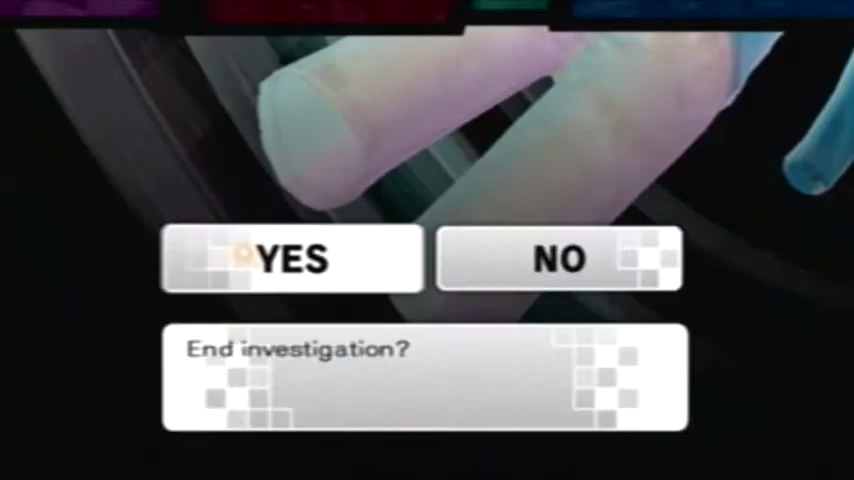 YES NO
End investigation?